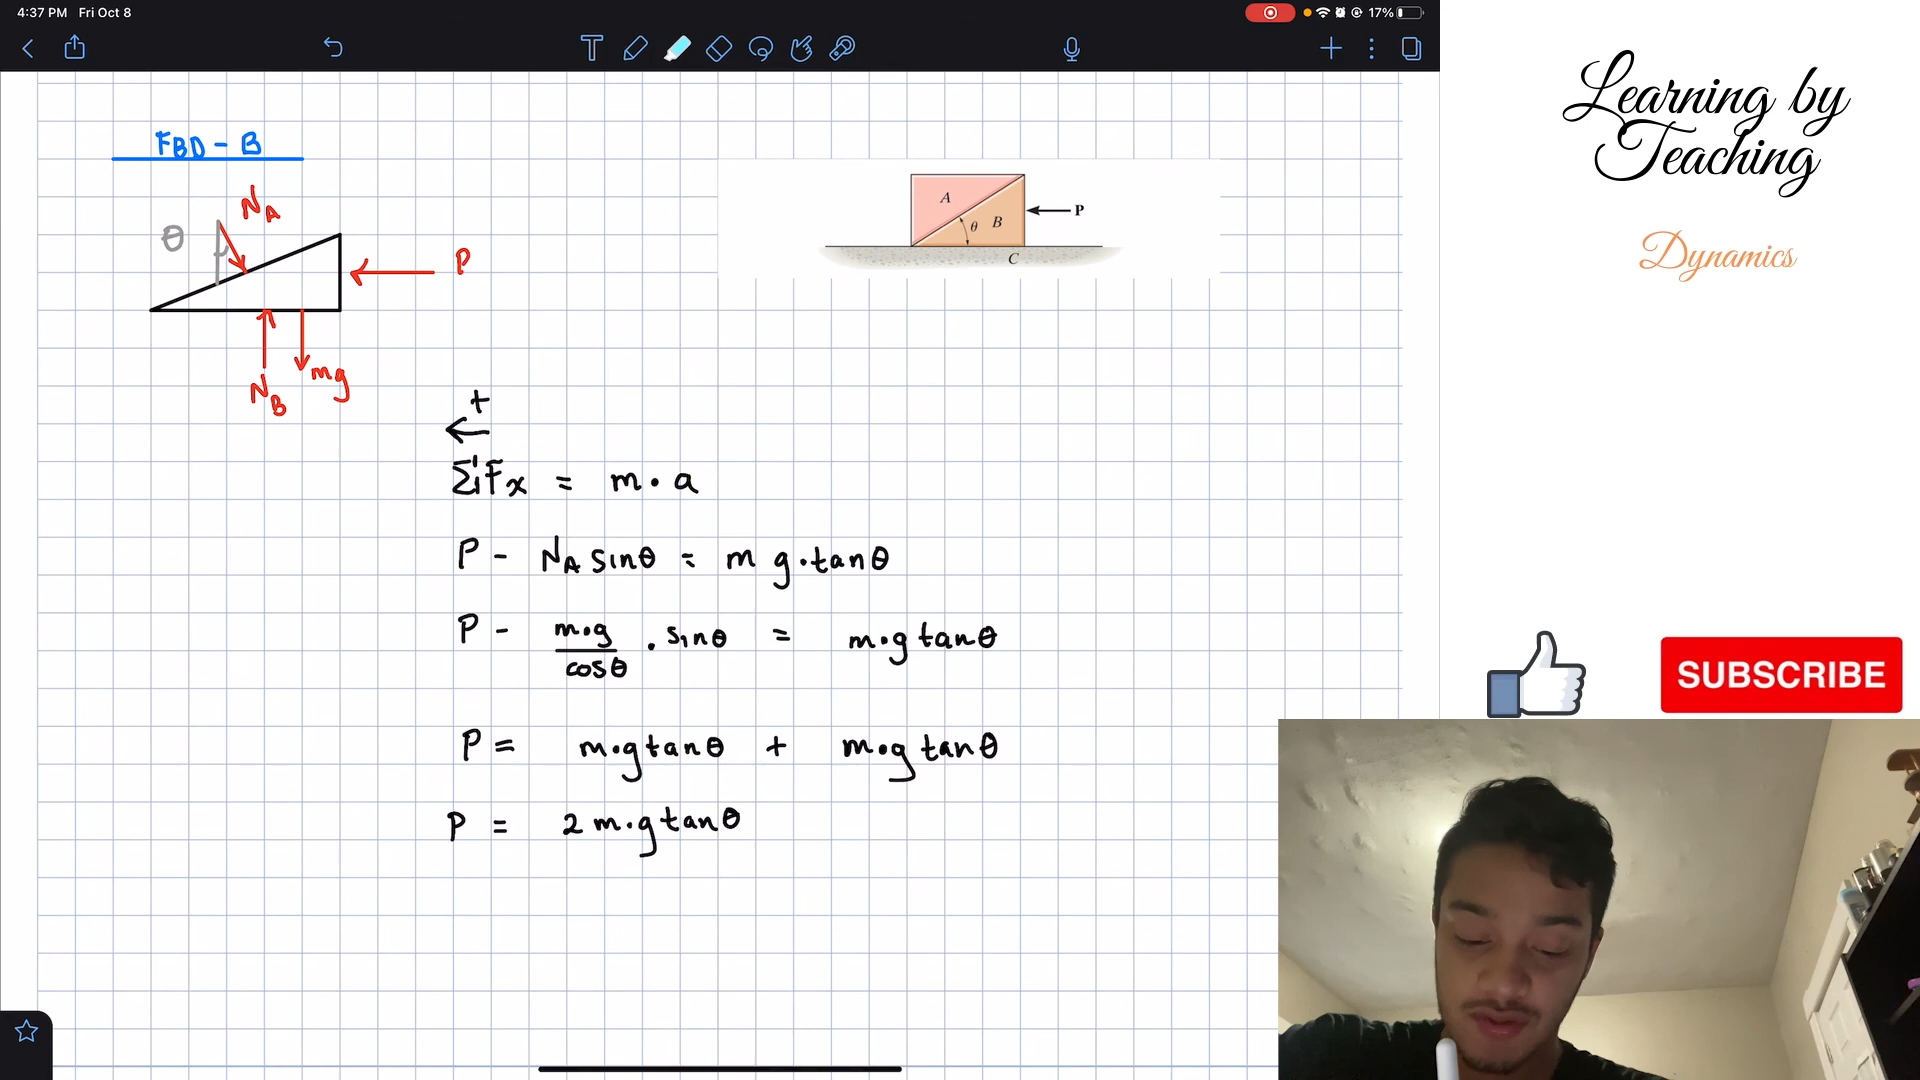 4:37 PM Fri Oct 8
17%
FBD - B
NA
θ
P
NB
mg
A
B
θ
P
C
+
←
ΣFx = m·a
P - NA sinθ = m g·tanθ
P - m·g/cosθ · sinθ = m·g tanθ
P = m·g tanθ + m·g tanθ
P = 2 m·g tanθ
Learning by
Teaching
Dynamics
SUBSCRIBE